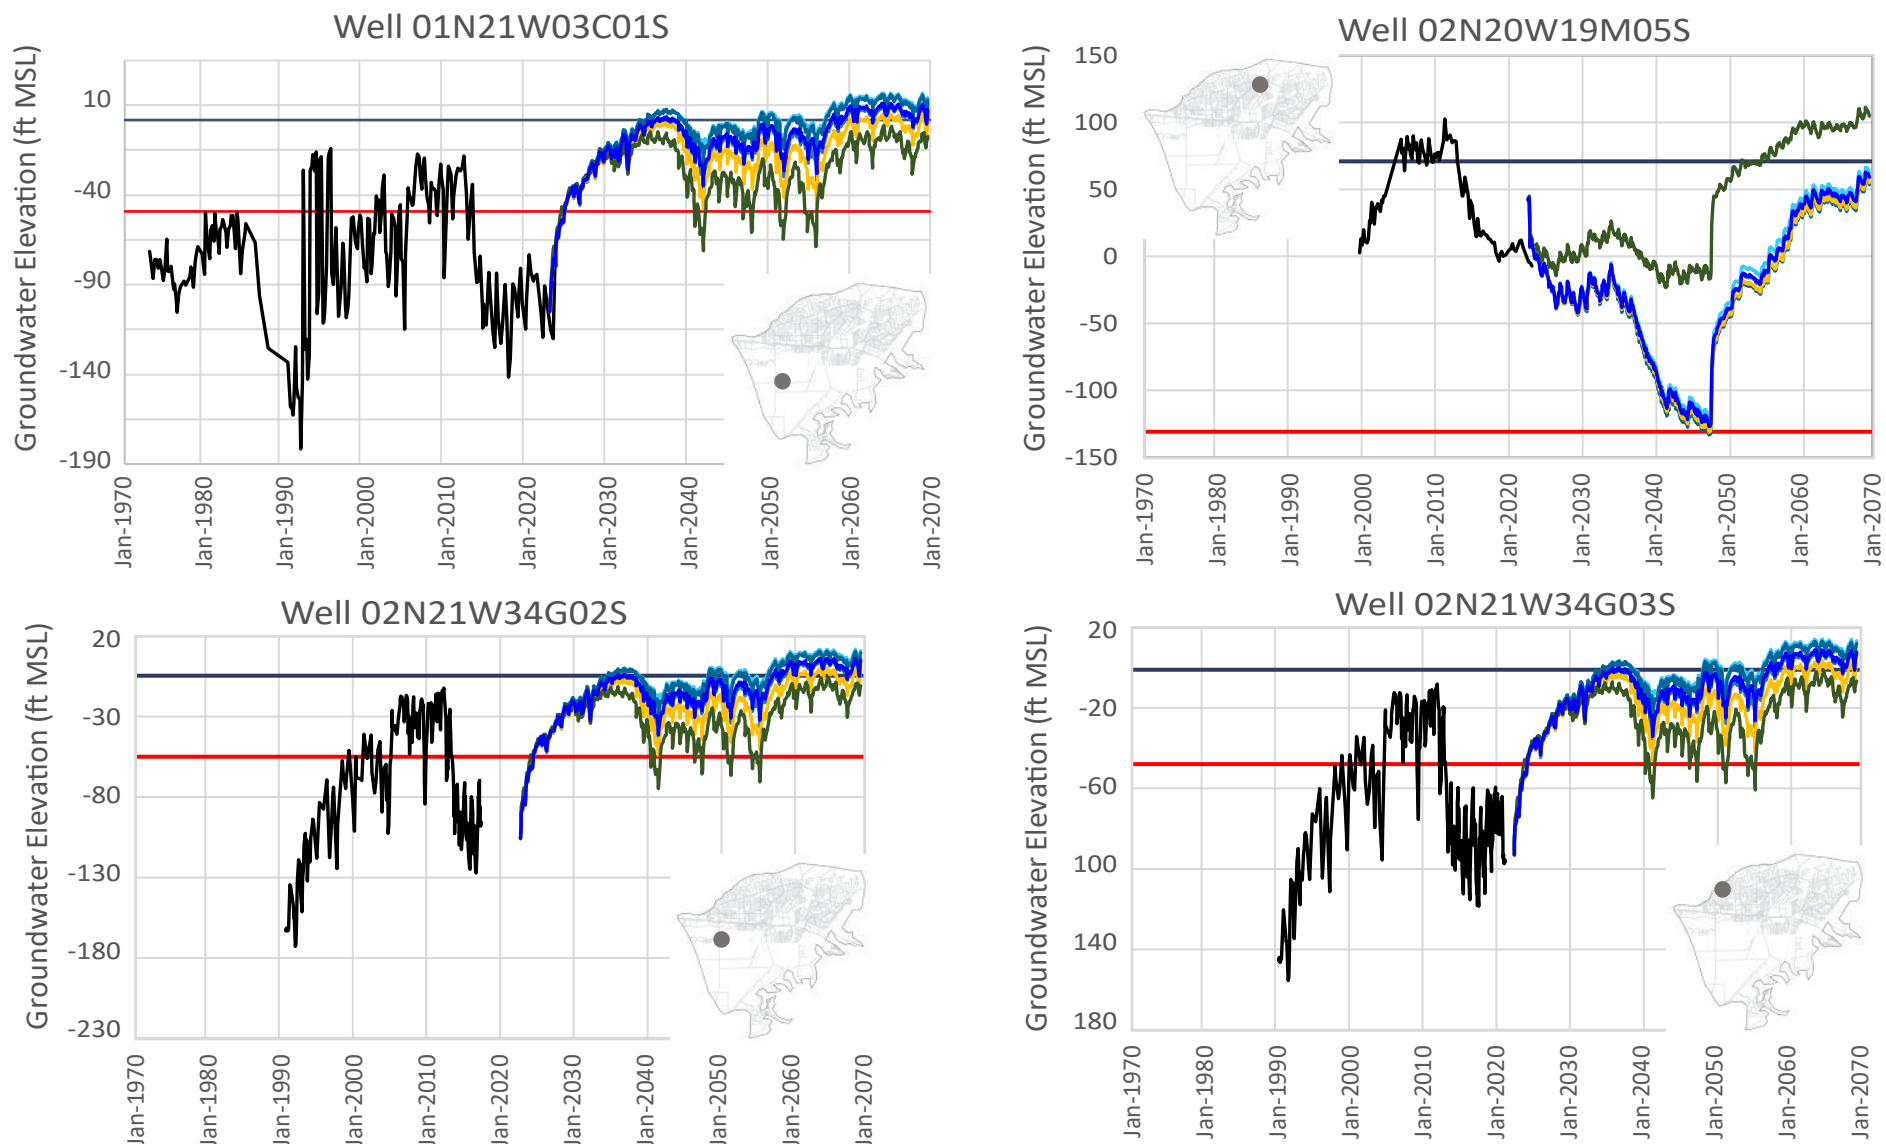 Well 01N21W03C01S
Groundwater Elevation (ft MSL)
10
-40
-90
-140
-190
Jan-1970
Jan-1980
Jan-1990
Jan-2000
Jan-2010
Jan-2020
Jan-2030
Jan-2040
Jan-2050
Jan-2060
Jan-2070
Well 02N20W19M05S
Groundwater Elevation (ft MSL)
150
100
50
0
-50
-100
-150
Jan-1970
Jan-1980
Jan-1990
Jan-2000
Jan-2010
Jan-2020
Jan-2030
Jan-2040
Jan-2050
Jan-2060
Jan-2070
Well 02N21W34G02S
Groundwater Elevation (ft MSL)
20
-30
-80
-130
-180
-230
Jan-1970
Jan-1980
Jan-1990
Jan-2000
Jan-2010
Jan-2020
Jan-2030
Jan-2040
Jan-2050
Jan-2060
Jan-2070
Well 02N21W34G03S
Groundwater Elevation (ft MSL)
20
-20
-60
100
140
180
Jan-1970
Jan-1980
Jan-1990
Jan-2000
Jan-2010
Jan-2020
Jan-2030
Jan-2040
Jan-2050
Jan-2060
Jan-2070